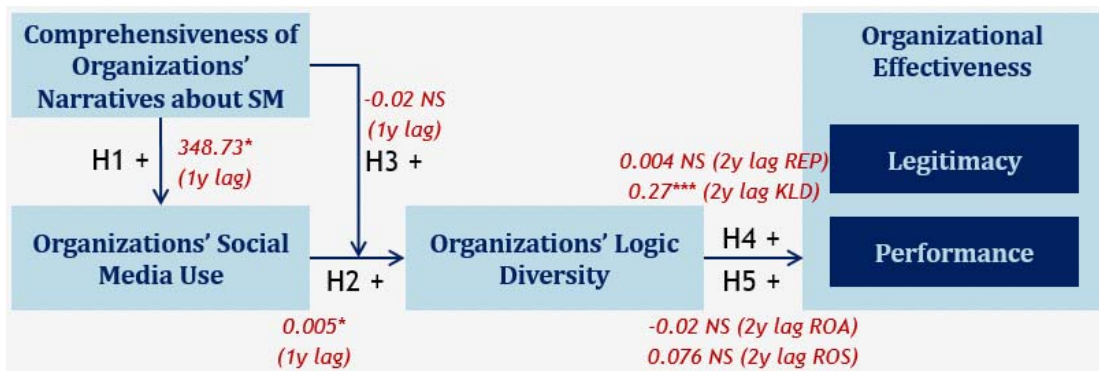 Comprehensiveness of
Organizations'
Narratives about SM
H1 +
348.73*
(1y lag)
-0.02 NS
(1y lag)
H3 +
Organizations' Social
Media Use
H2 +
0.005*
(1y lag)
Organizations' Logic
Diversity
0.004 NS (2y lag REP)
0.27*** (2y lag KLD)
H4 +
H5 +
-0.02 NS (2y lag ROA)
0.076 NS (2y lag ROS)
Organizational
Effectiveness
Legitimacy
Performance